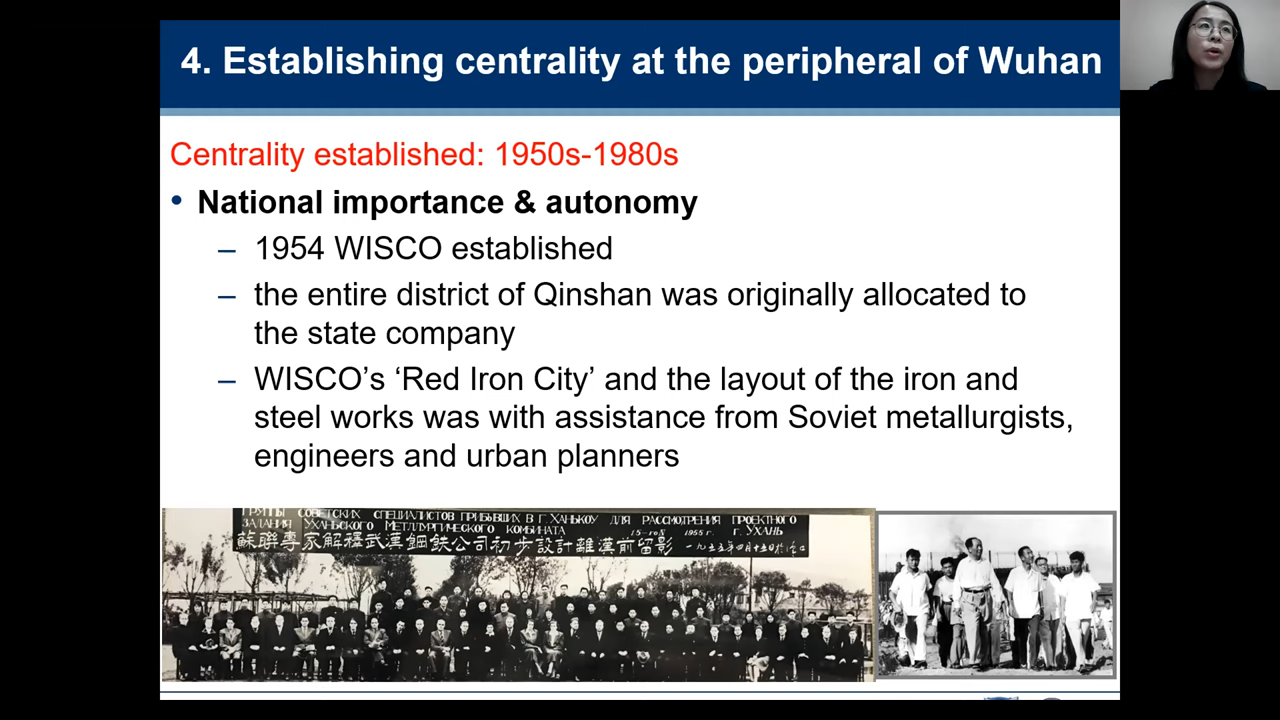 4. Establishing centrality at the peripheral of Wuhan
Centrality established: 1950s-1980s
• National importance & autonomy
– 1954 WISCO established
– the entire district of Qinshan was originally allocated to
the state company
– WISCO’s ‘Red Iron City’ and the layout of the iron and
steel works was with assistance from Soviet metallurgists,
engineers and urban planners
ГРУППЫ СОВЕТСКИХ СПЕЦИАЛИСТОВ ПРИБЫВШИХ В Г. ХАНЬКОУ ДЛЯ РАССМОТРЕНИЯ ПРОЕКТНОГО
ЗАДАНИЯ УХАНЬСКОГО МЕТАЛЛУРГИЧЕСКОГО КОМБИНАТА 1955 г. Г. УХАНЬ
蘇聯專家解釋武漢鋼鉄公司初步設計離漢前留影